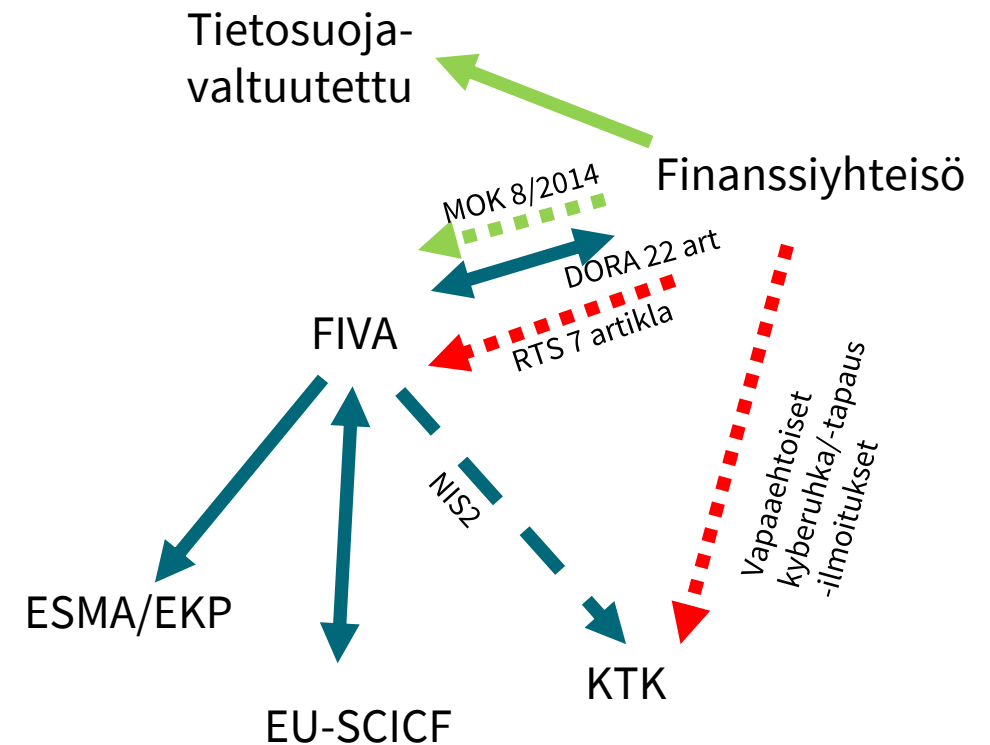 Tietosuoja-
valtuutettu
Finanssiyhteisö
MOK 8/2014
DORA 22 art
RTS 7 artikla
FIVA
Vapaaehtoiset
kyberuhka/-tapaus
-ilmoitukset
NIS2
ESMA/EKP
KTK
EU-SCICF